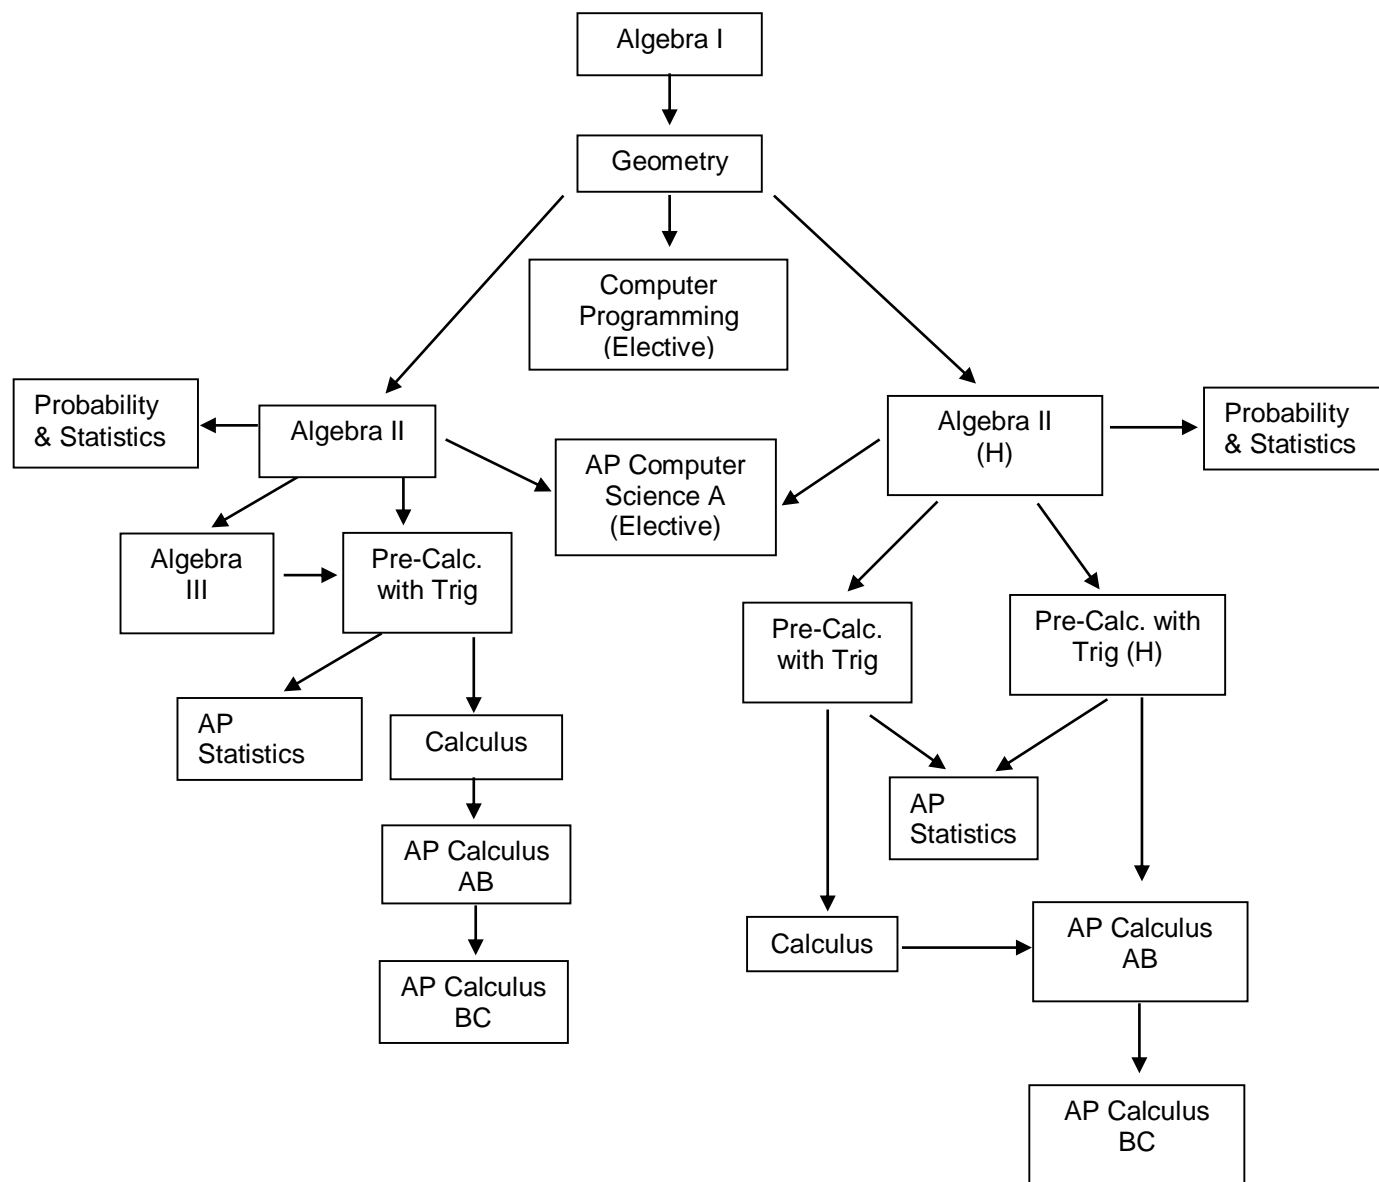 Algebra I
Geometry
Computer
Programming
(Elective)
Probability
& Statistics
Algebra II
AP Computer
Science A
(Elective)
Algebra II
(H)
Probability
& Statistics
Algebra
III
Pre-Calc.
with Trig
Pre-Calc.
with Trig
Pre-Calc. with
Trig (H)
AP
Statistics
Calculus
AP
Statistics
AP Calculus
AB
Calculus
AP Calculus
AB
AP Calculus
BC
AP Calculus
BC